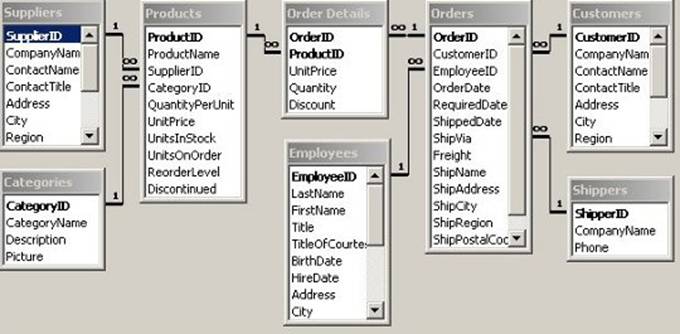 Suppliers
SupplierID
CompanyNam
ContactName
ContactTitle
Address
City
Region
Products
ProductID
ProductName
SupplierID
CategoryID
QuantityPerUnit
UnitPrice
UnitsInStock
UnitsOnOrder
ReorderLevel
Discontinued
Order Details
OrderID
ProductID
UnitPrice
Quantity
Discount
Orders
OrderID
CustomerID
EmployeeID
OrderDate
RequiredDate
ShippedDate
ShipVia
Freight
ShipName
ShipAddress
ShipCity
ShipRegion
ShipPostalCoc
Customers
CustomerID
CompanyNam
ContactName
ContactTitle
Address
City
Region
Categories
CategoryID
CategoryName
Description
Picture
Employees
EmployeeID
LastName
FirstName
Title
TitleOfCourtes
BirthDate
HireDate
Address
City
Shippers
ShipperID
CompanyName
Phone
1
∞
∞
1
1
∞
∞
1
∞
1
∞
1
∞
1